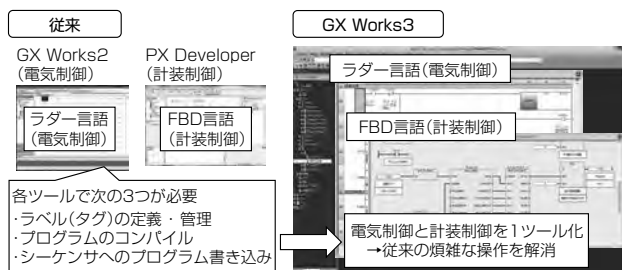 従来
GX Works2
(電気制御)
PX Developer
(計装制御)
ラダー言語
(電気制御)
FBD言語
(計装制御)
各ツールで次の3つが必要
・ラベル(タグ)の定義・管理
・プログラムのコンパイル
・シーケンサへのプログラム書き込み
GX Works3
ラダー言語(電気制御)
FBD言語(計装制御)
電気制御と計装制御を1ツール化
→従来の煩雑な操作を解消